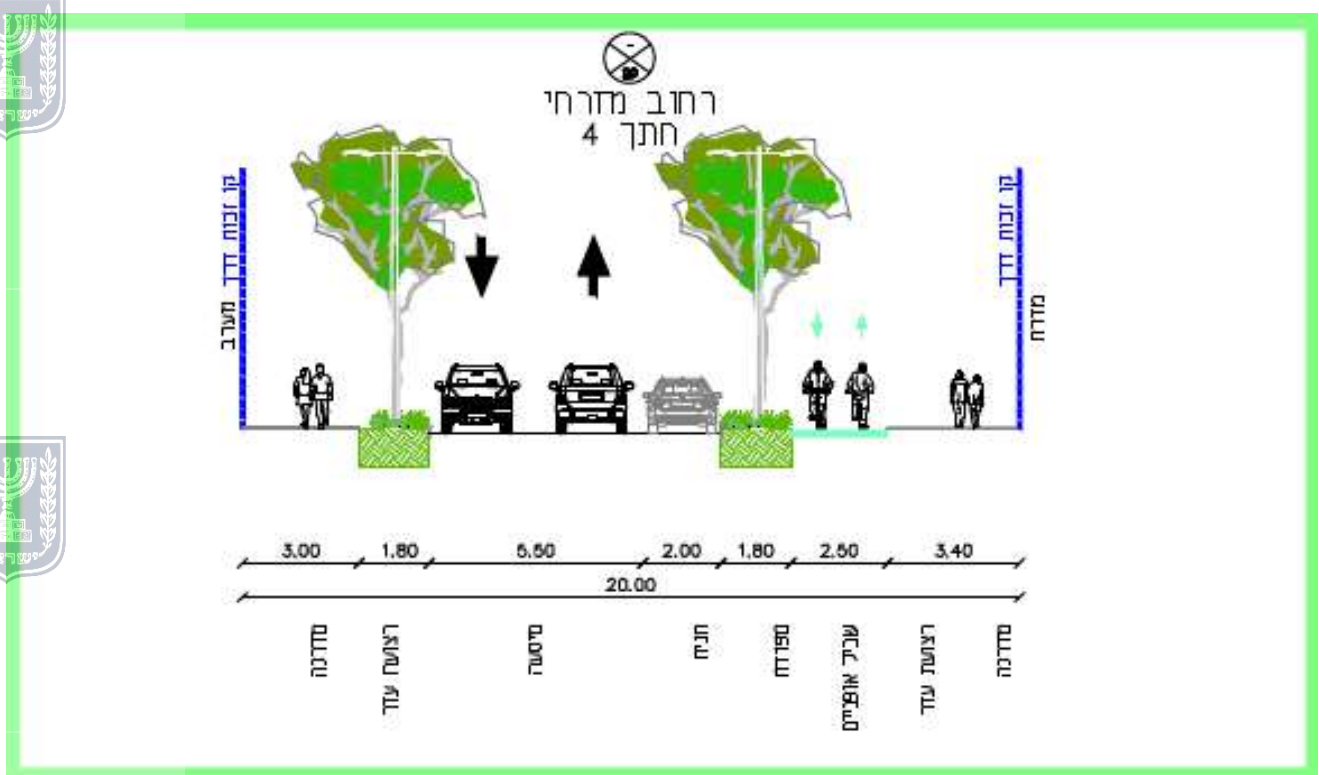 רחוב מזרחי
חתך 4
קו זכות דרך
מערב
קו זכות דרך
מזרח
3.00 1.80 5.50 2.00 1.80 2.50 3.40
20.00
מדרכה
רצועת עזר
מיסעה
חניה
מפרדה
שביל אופניים
רצועת עזר
מדרכה